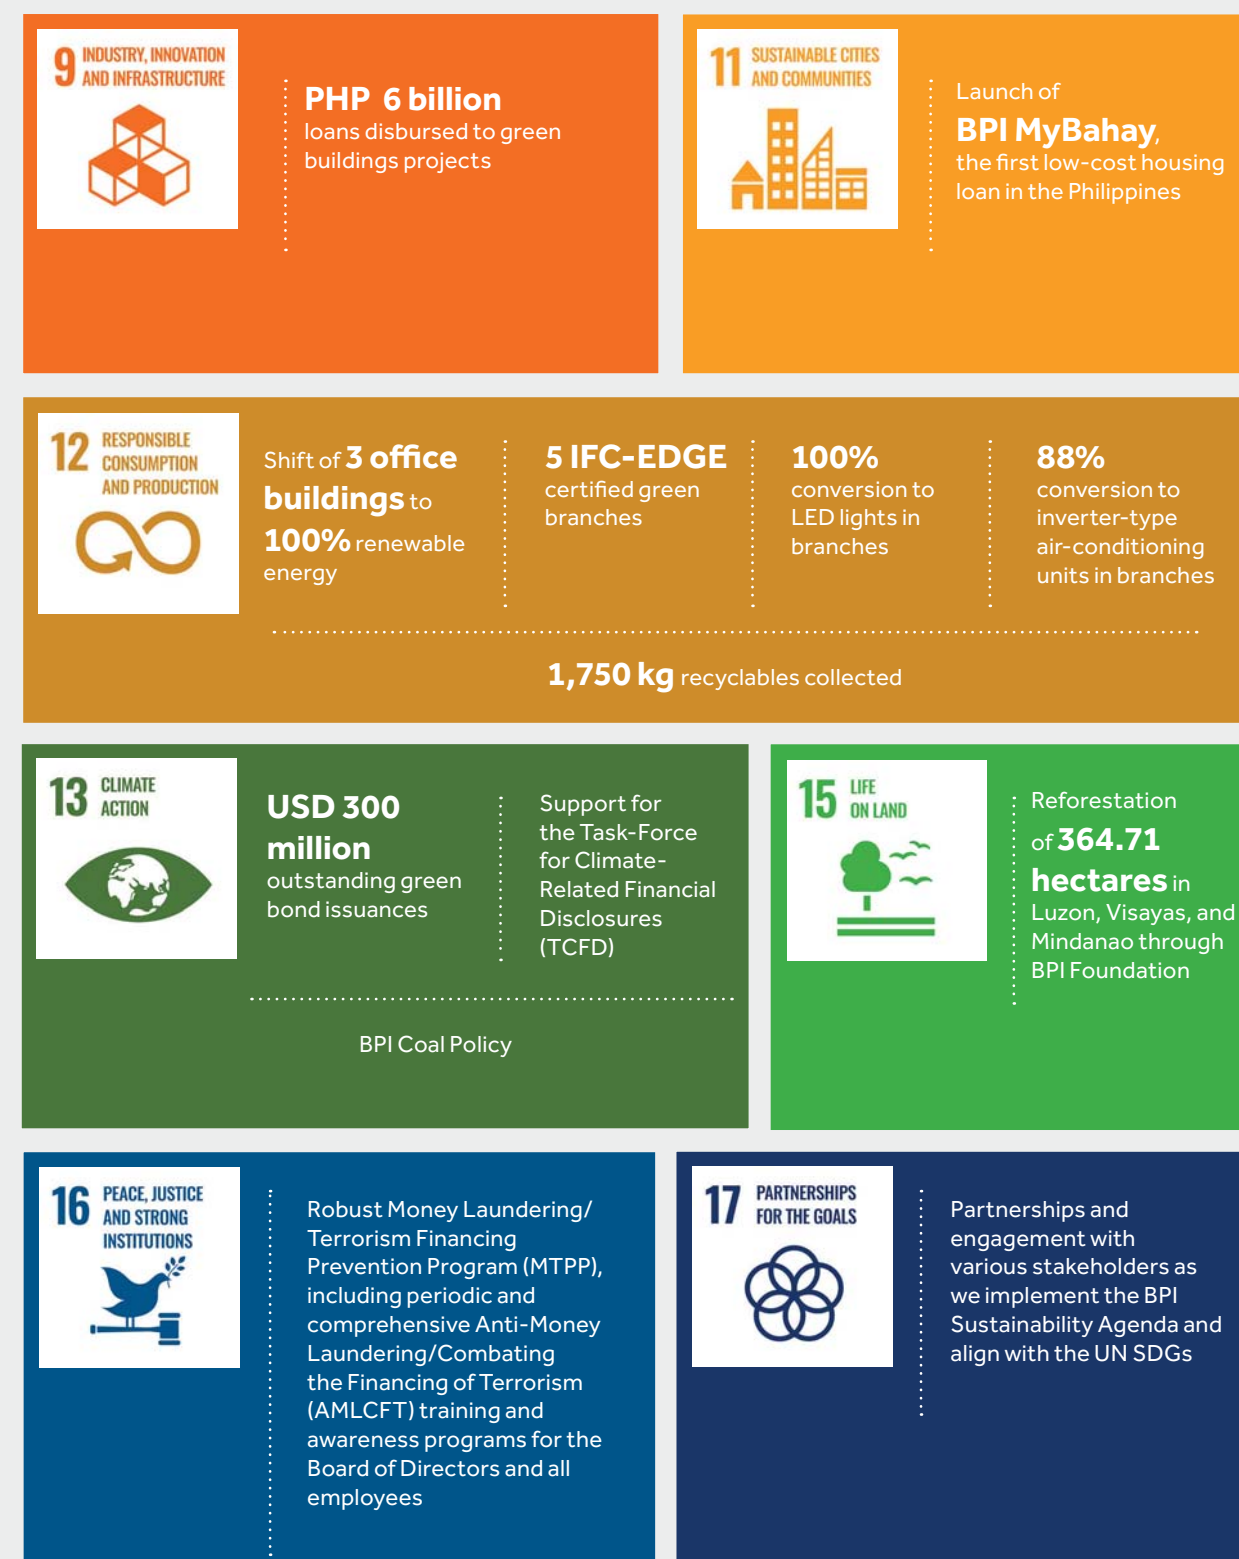 9 INDUSTRY, INNOVATION
AND INFRASTRUCTURE
PHP 6 billion
loans disbursed to green
buildings projects
11 SUSTAINABLE CITIES
AND COMMUNITIES
Launch of
BPI MyBahay,
the first low-cost housing
loan in the Philippines
12 RESPONSIBLE
CONSUMPTION
AND PRODUCTION
Shift of 3 office
buildings to
100% renewable
energy
5 IFC-EDGE
certified green
branches
100%
conversion to
LED lights in
branches
88%
conversion to
inverter-type
air-conditioning
units in branches
1,750 kg recyclables collected
13 CLIMATE
ACTION
USD 300
million
outstanding green
bond issuances
Support for
the Task-Force
for Climate-
Related Financial
Disclosures
(TCFD)
BPI Coal Policy
15 LIFE
ON LAND
Reforestation
of 364.71
hectares in
Luzon, Visayas, and
Mindanao through
BPI Foundation
16 PEACE, JUSTICE
AND STRONG
INSTITUTIONS
Robust Money Laundering/
Terrorism Financing
Prevention Program (MTPP),
including periodic and
comprehensive Anti-Money
Laundering/Combating
the Financing of Terrorism
(AMLCFT) training and
awareness programs for the
Board of Directors and all
employees
17 PARTNERSHIPS
FOR THE GOALS
Partnerships and
engagement with
various stakeholders as
we implement the BPI
Sustainability Agenda and
align with the UN SDGs